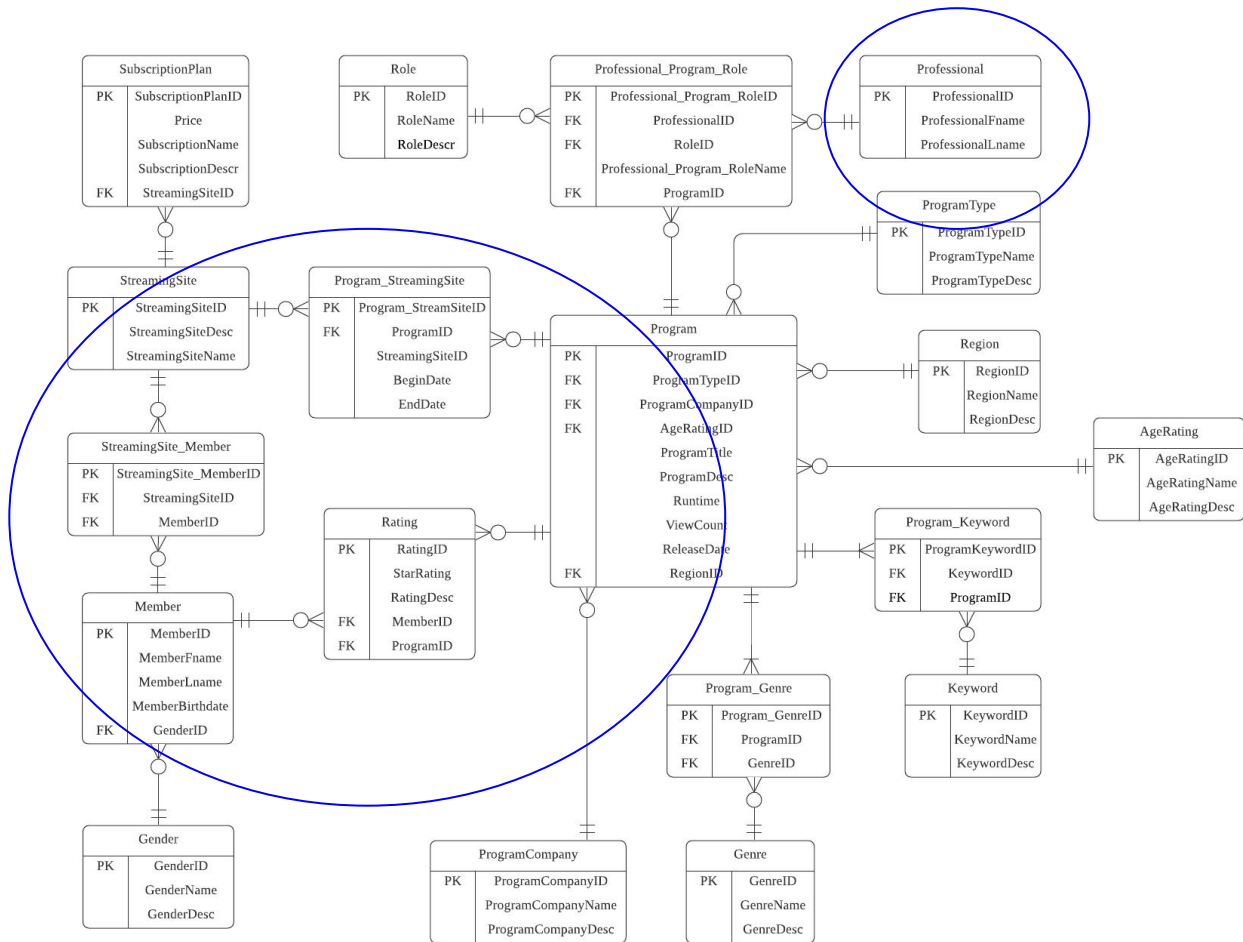 SubscriptionPlan
PK SubscriptionPlanID
Price
SubscriptionName
SubscriptionDescr
FK StreamingSiteID
Role
PK RoleID
RoleName
RoleDescr
Professional_Program_Role
PK Professional_Program_RoleID
FK ProfessionalID
FK RoleID
Professional_Program_RoleName
FK ProgramID
Professional
PK ProfessionalID
ProfessionalFname
ProfessionalLname
ProgramType
PK ProgramTypeID
ProgramTypeName
ProgramTypeDesc
StreamingSite
PK StreamingSiteID
StreamingSiteDesc
StreamingSiteName
Program_StreamingSite
PK Program_StreamSiteID
FK ProgramID
StreamingSiteID
BeginDate
EndDate
Program
PK ProgramID
FK ProgramTypeID
FK ProgramCompanyID
FK AgeRatingID
ProgramTitle
ProgramDesc
Runtime
ViewCount
ReleaseDate
FK RegionID
Region
PK RegionID
RegionName
RegionDesc
AgeRating
PK AgeRatingID
AgeRatingName
AgeRatingDesc
StreamingSite_Member
PK StreamingSite_MemberID
FK StreamingSiteID
FK MemberID
Rating
PK RatingID
StarRating
RatingDesc
FK MemberID
FK ProgramID
Program_Keyword
PK ProgramKeywordID
FK KeywordID
FK ProgramID
Member
PK MemberID
MemberFname
MemberLname
MemberBirthdate
FK GenderID
Program_Genre
PK Program_GenreID
FK ProgramID
FK GenreID
Keyword
PK KeywordID
KeywordName
KeywordDesc
Gender
PK GenderID
GenderName
GenderDesc
ProgramCompany
PK ProgramCompanyID
ProgramCompanyName
ProgramCompanyDesc
Genre
PK GenreID
GenreName
GenreDesc